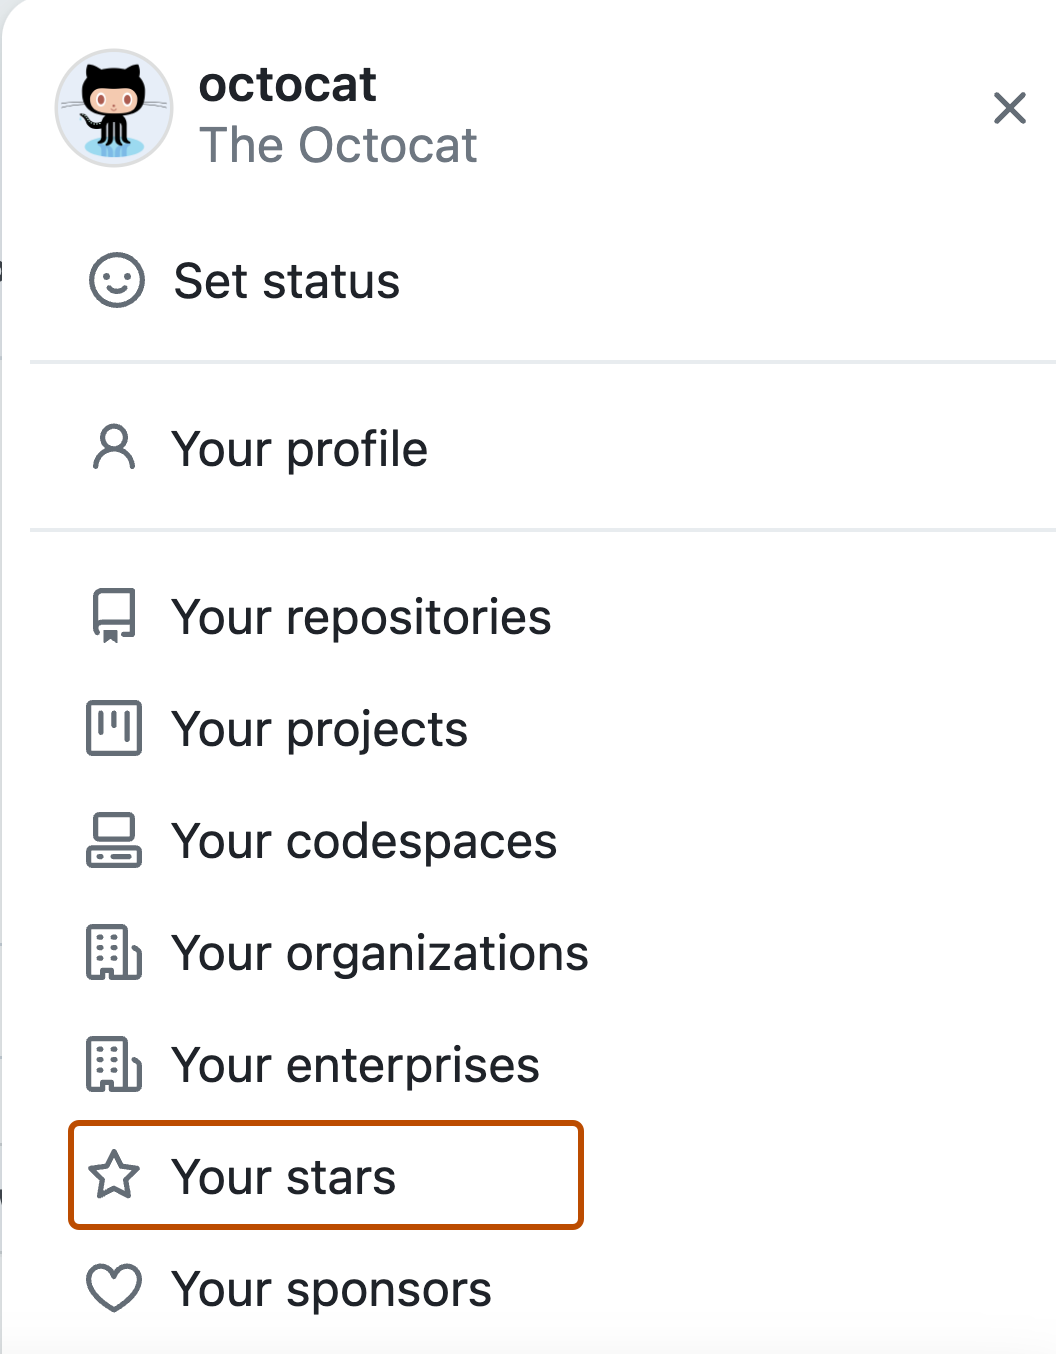 octocat
The Octocat
Set status
Your profile
Your repositories
Your projects
Your codespaces
Your organizations
Your enterprises
Your stars
Your sponsors